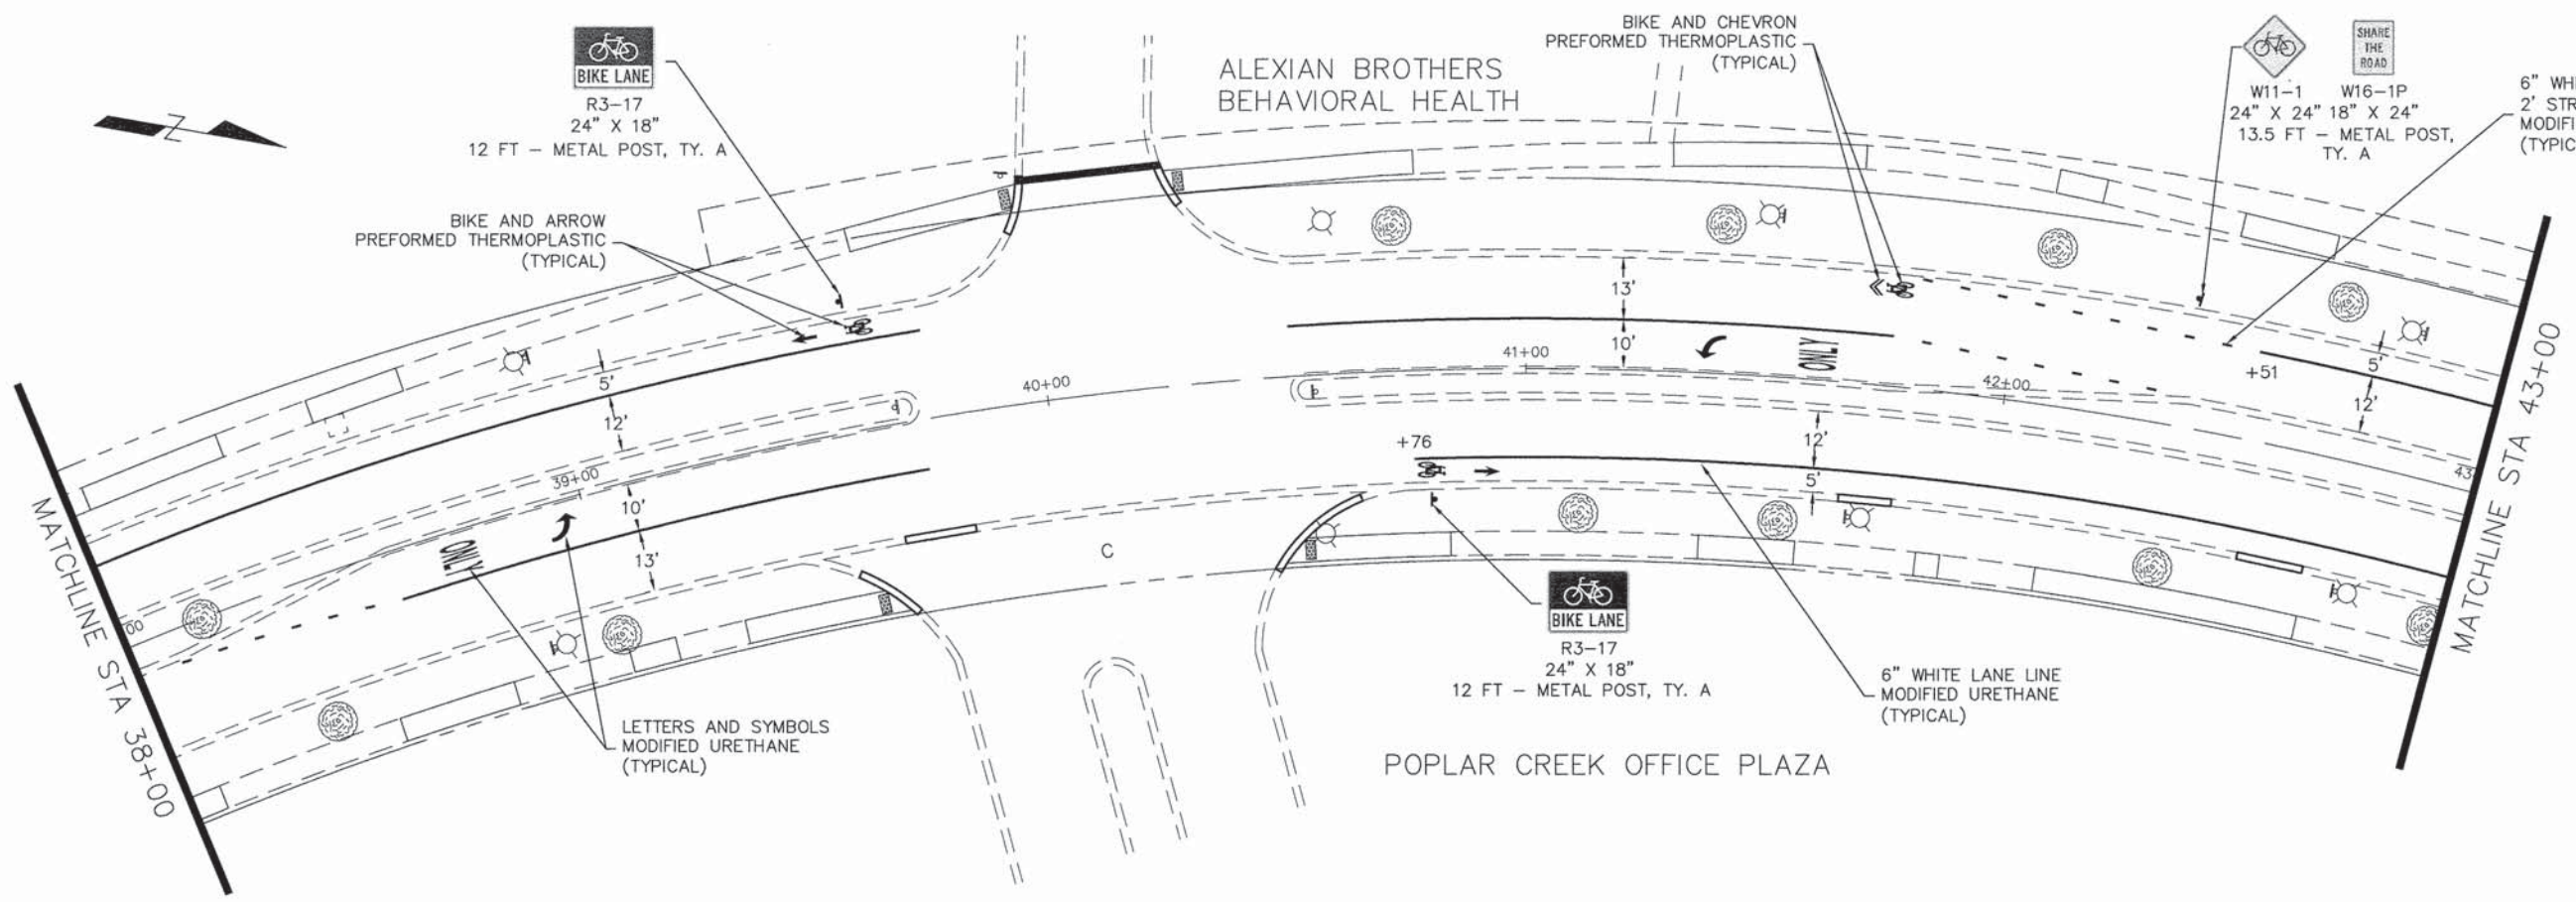 BIKE LANE
R3-17
24" X 18"
12 FT - METAL POST, TY. A
BIKE AND ARROW
PREFORMED THERMOPLASTIC
(TYPICAL)
Z
ALEXIAN BROTHERS
BEHAVIORAL HEALTH
BIKE AND CHEVRON
PREFORMED THERMOPLASTIC
(TYPICAL)
SHARE
THE
ROAD
W11-1 W16-1P
24" X 24" 18" X 24"
13.5 FT - METAL POST,
TY. A
6" WHI
2' STR
MODIFI
(TYPIC
13'
10'
5'
12'
5'
12'
39+00
40+00
41+00
42+00
43
00
+51
+76
12'
5'
10'
13'
ONLY
ONLY
C
MATCHLINE STA 38+00
MATCHLINE STA 43+00
LETTERS AND SYMBOLS
MODIFIED URETHANE
(TYPICAL)
BIKE LANE
R3-17
24" X 18"
12 FT - METAL POST, TY. A
6" WHITE LANE LINE
MODIFIED URETHANE
(TYPICAL)
POPLAR CREEK OFFICE PLAZA